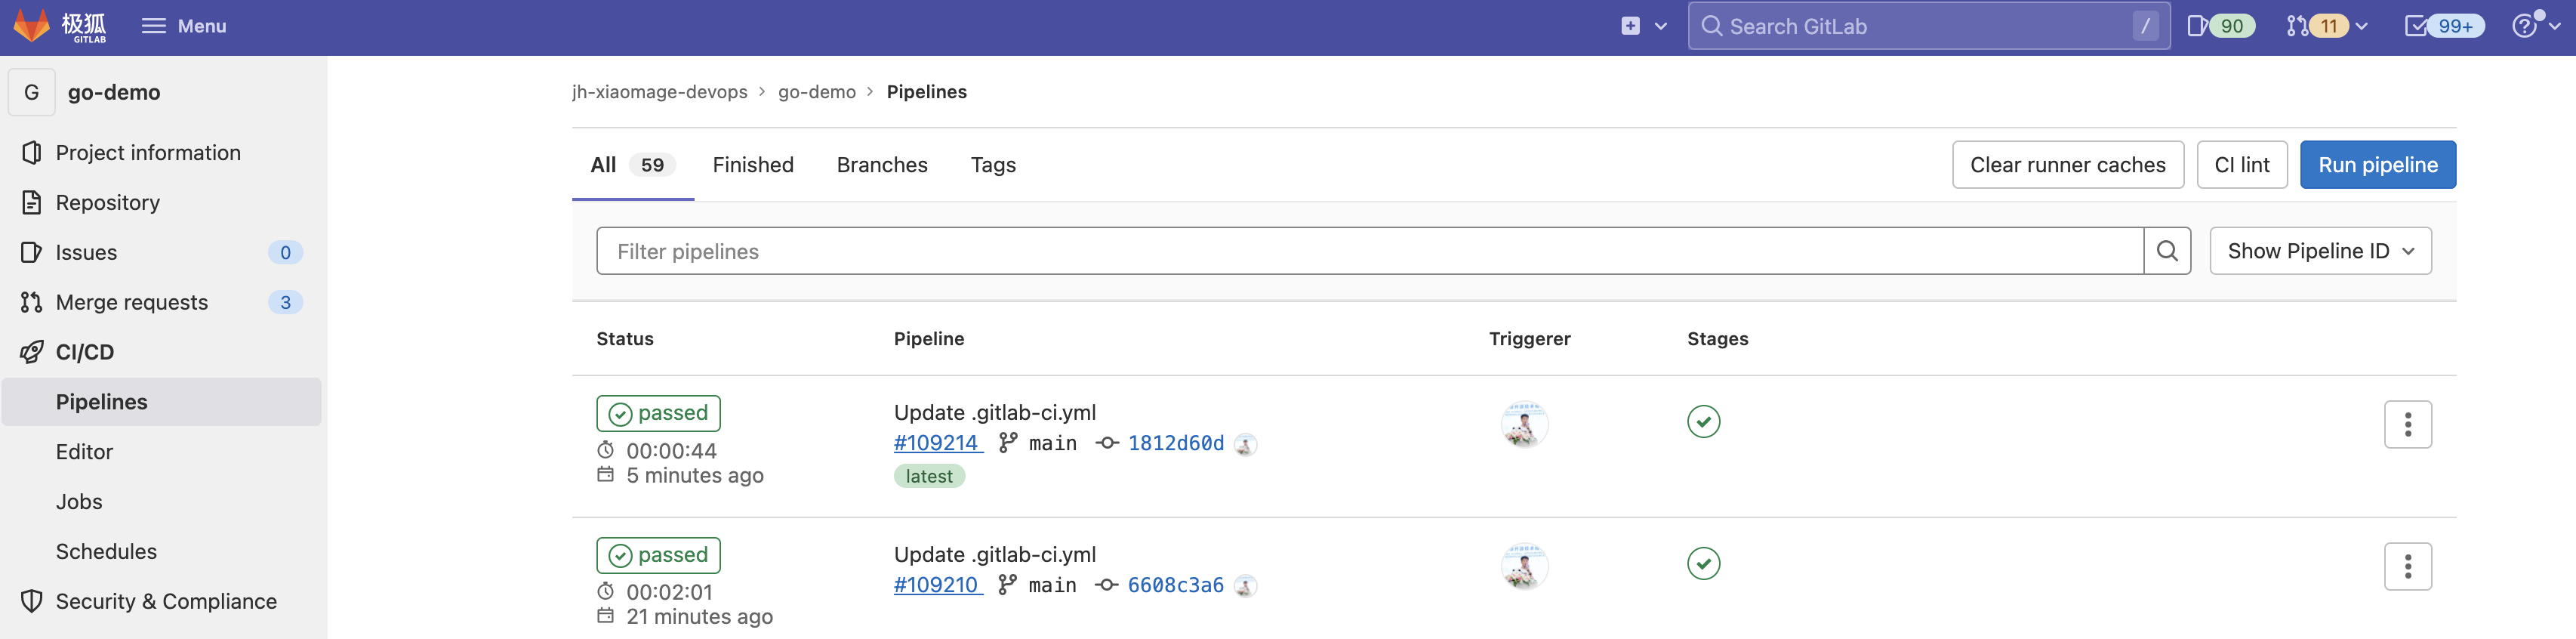 极狐
GITLAB
Menu
Search GitLab
/
90
11
99+
G
go-demo
Project information
Repository
Issues
0
Merge requests
3
CI/CD
Pipelines
Editor
Jobs
Schedules
Security & Compliance
jh-xiaomage-devops › go-demo › Pipelines
All 59
Finished
Branches
Tags
Clear runner caches
CI lint
Run pipeline
Filter pipelines
Show Pipeline ID
Status
Pipeline
Triggerer
Stages
passed
00:00:44
5 minutes ago
Update .gitlab-ci.yml
#109214 main 1812d60d
latest
passed
00:02:01
21 minutes ago
Update .gitlab-ci.yml
#109210 main 6608c3a6